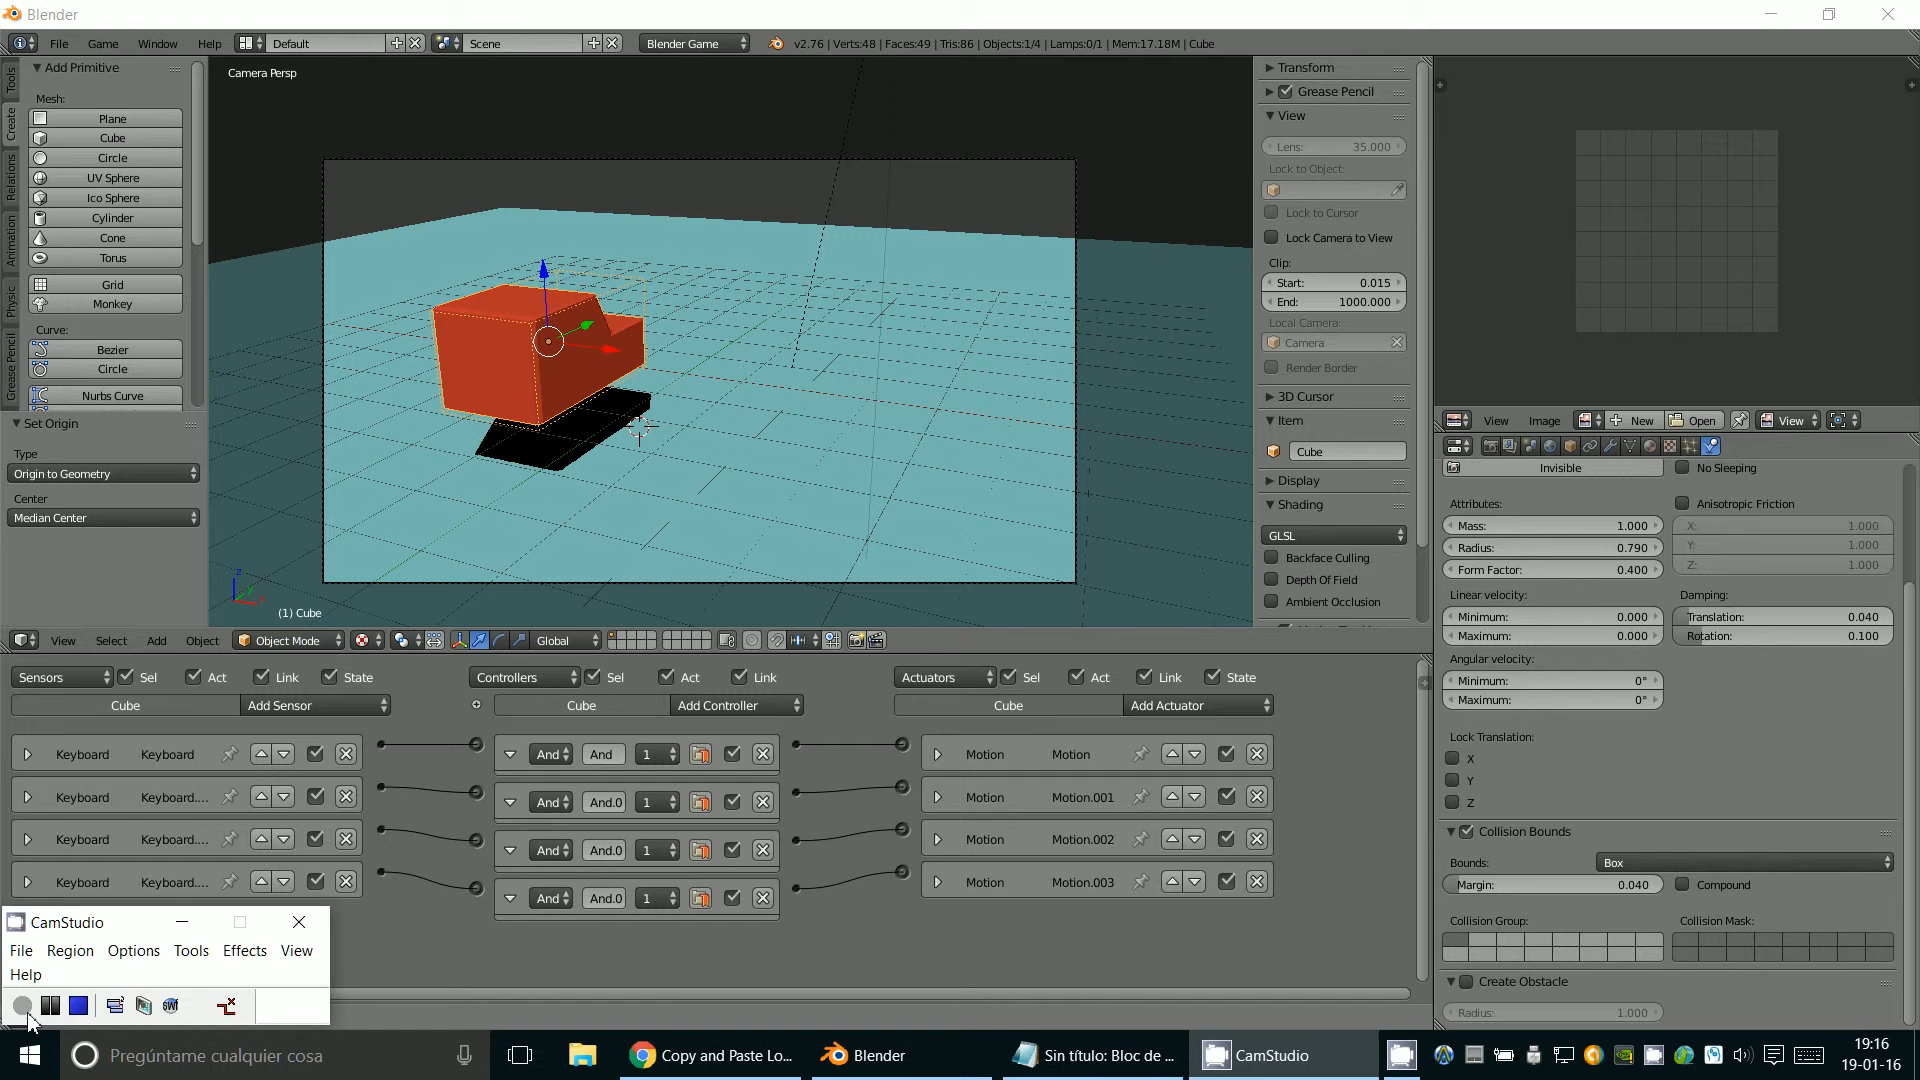 Blender
File Game Window Help Default Scene Blender Game v2.76 | Verts:48 | Faces:49 | Tris:86 | Objects:1/4 | Lamps:0/1 | Mem:17.18M | Cube
Tools
Create
Relations
Animation
Physic
Grease Pencil
Add Primitive
Mesh:
Plane
Cube
Circle
UV Sphere
Ico Sphere
Cylinder
Cone
Torus
Grid
Monkey
Curve:
Bezier
Circle
Nurbs Curve
Set Origin
Type
Origin to Geometry
Center
Median Center
Camera Persp
(1) Cube
z
y
x
Transform
Grease Pencil
View
Lens: 35.000
Lock to Object:
Lock to Cursor
Lock Camera to View
Clip:
Start: 0.015
End: 1000.000
Local Camera:
Camera
Render Border
3D Cursor
Item
Cube
Display
Shading
GLSL
Backface Culling
Depth Of Field
Ambient Occlusion
View Select Add Object Object Mode Global
View Image New Open View
Invisible No Sleeping
Attributes: Anisotropic Friction
Mass: 1.000 X: 1.000
Radius: 0.790 Y: 1.000
Form Factor: 0.400 Z: 1.000
Linear velocity: Damping:
Minimum: 0.000 Translation: 0.040
Maximum: 0.000 Rotation: 0.100
Angular velocity:
Minimum: 0°
Maximum: 0°
Lock Translation:
X
Y
Z
Collision Bounds
Bounds: Box
Margin: 0.040 Compound
Collision Group: Collision Mask:
Create Obstacle
Radius: 1.000
Sensors Sel Act Link State Controllers Sel Act Link Actuators Sel Act Link State
Cube Add Sensor Cube Add Controller Cube Add Actuator
Keyboard Keyboard And And 1 Motion Motion
Keyboard Keyboard.... And And.0 1 Motion Motion.001
Keyboard Keyboard.... And And.0 1 Motion Motion.002
Keyboard Keyboard.... And And.0 1 Motion Motion.003
CamStudio
File Region Options Tools Effects View
Help
SWF
Pregúntame cualquier cosa Copy and Paste Lo... Blender Sin título: Bloc de ... CamStudio
19:16
19-01-16